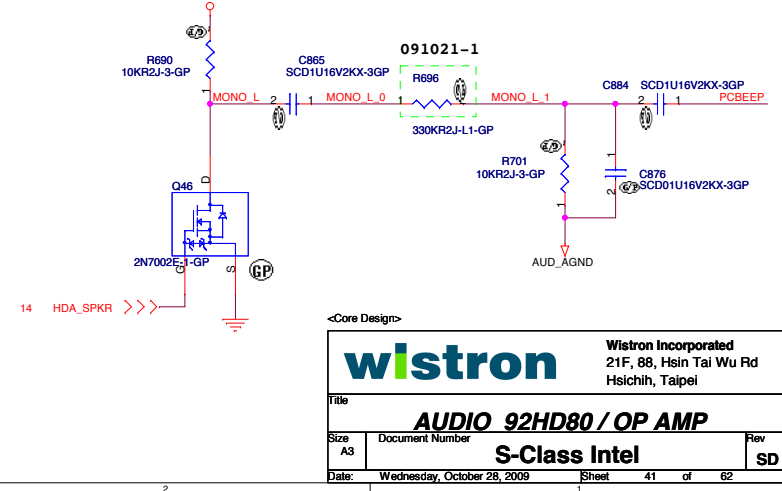 091021-1
R690
10KR2J-3-GP
C865
SCD1U16V2KX-3GP
R696
C884
SCD1U16V2KX-3GP
1
MONO_L
2
1
MONO_L_0
1
MONO_L_1
2
1
PCBEEP
330KR2J-L1-GP
R701
10KR2J-3-GP
1
C876
SCD01U16V2KX-3GP
2
1
Q46
D
2N7002E-1-GP
G
S
GP
AUD_AGND
14
HDA_SPKR
<Core Design>
wistron
Wistron Incorporated
21F, 88, Hsin Tai Wu Rd
Hsichih, Taipei
Title
AUDIO 92HD80 / OP AMP
Size
A3
Document Number
S-Class Intel
Rev
SD
Date: Wednesday, October 28, 2009
Sheet 41 of 62
2
1